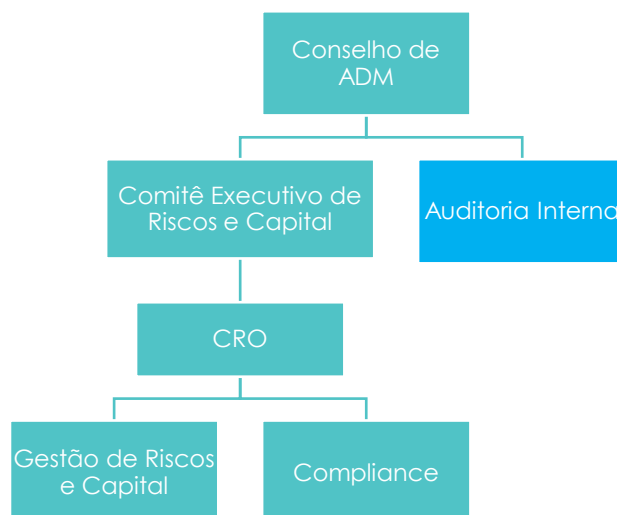 Conselho de
ADM
Comitê Executivo de
Riscos e Capital
Auditoria Interna
CRO
Gestão de Riscos
e Capital
Compliance